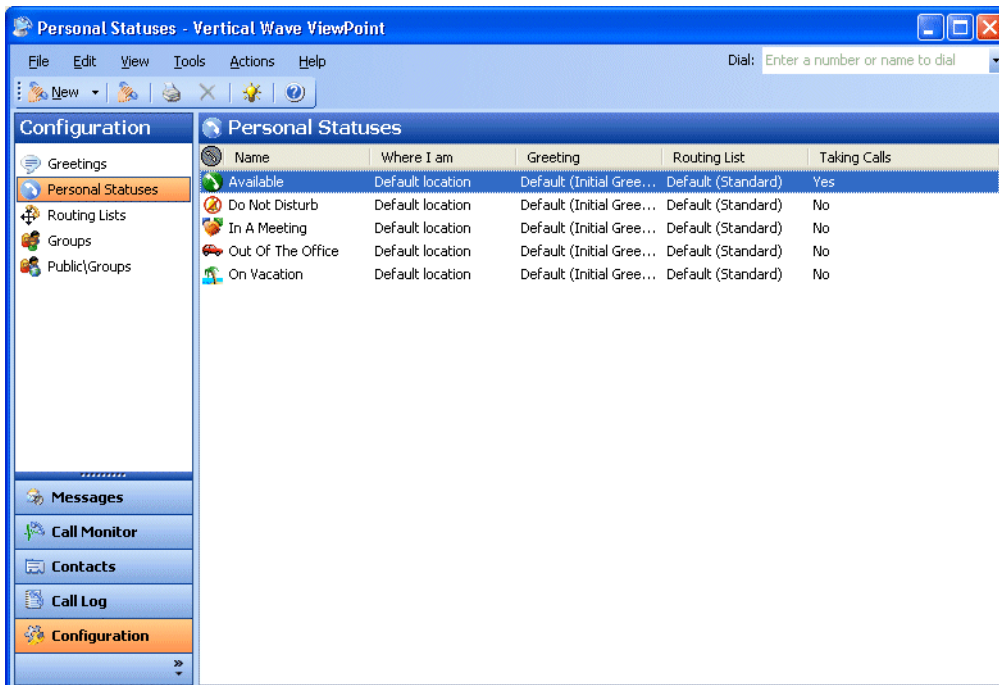 Personal Statuses - Vertical Wave ViewPoint
File Edit View Tools Actions Help Dial: Enter a number or name to dial
New
Configuration
Greetings
Personal Statuses
Routing Lists
Groups
Public\Groups
Messages
Call Monitor
Contacts
Call Log
Configuration
Personal Statuses
Name Where I am Greeting Routing List Taking Calls
Available Default location Default (Initial Gree... Default (Standard) Yes
Do Not Disturb Default location Default (Initial Gree... Default (Standard) No
In A Meeting Default location Default (Initial Gree... Default (Standard) No
Out Of The Office Default location Default (Initial Gree... Default (Standard) No
On Vacation Default location Default (Initial Gree... Default (Standard) No